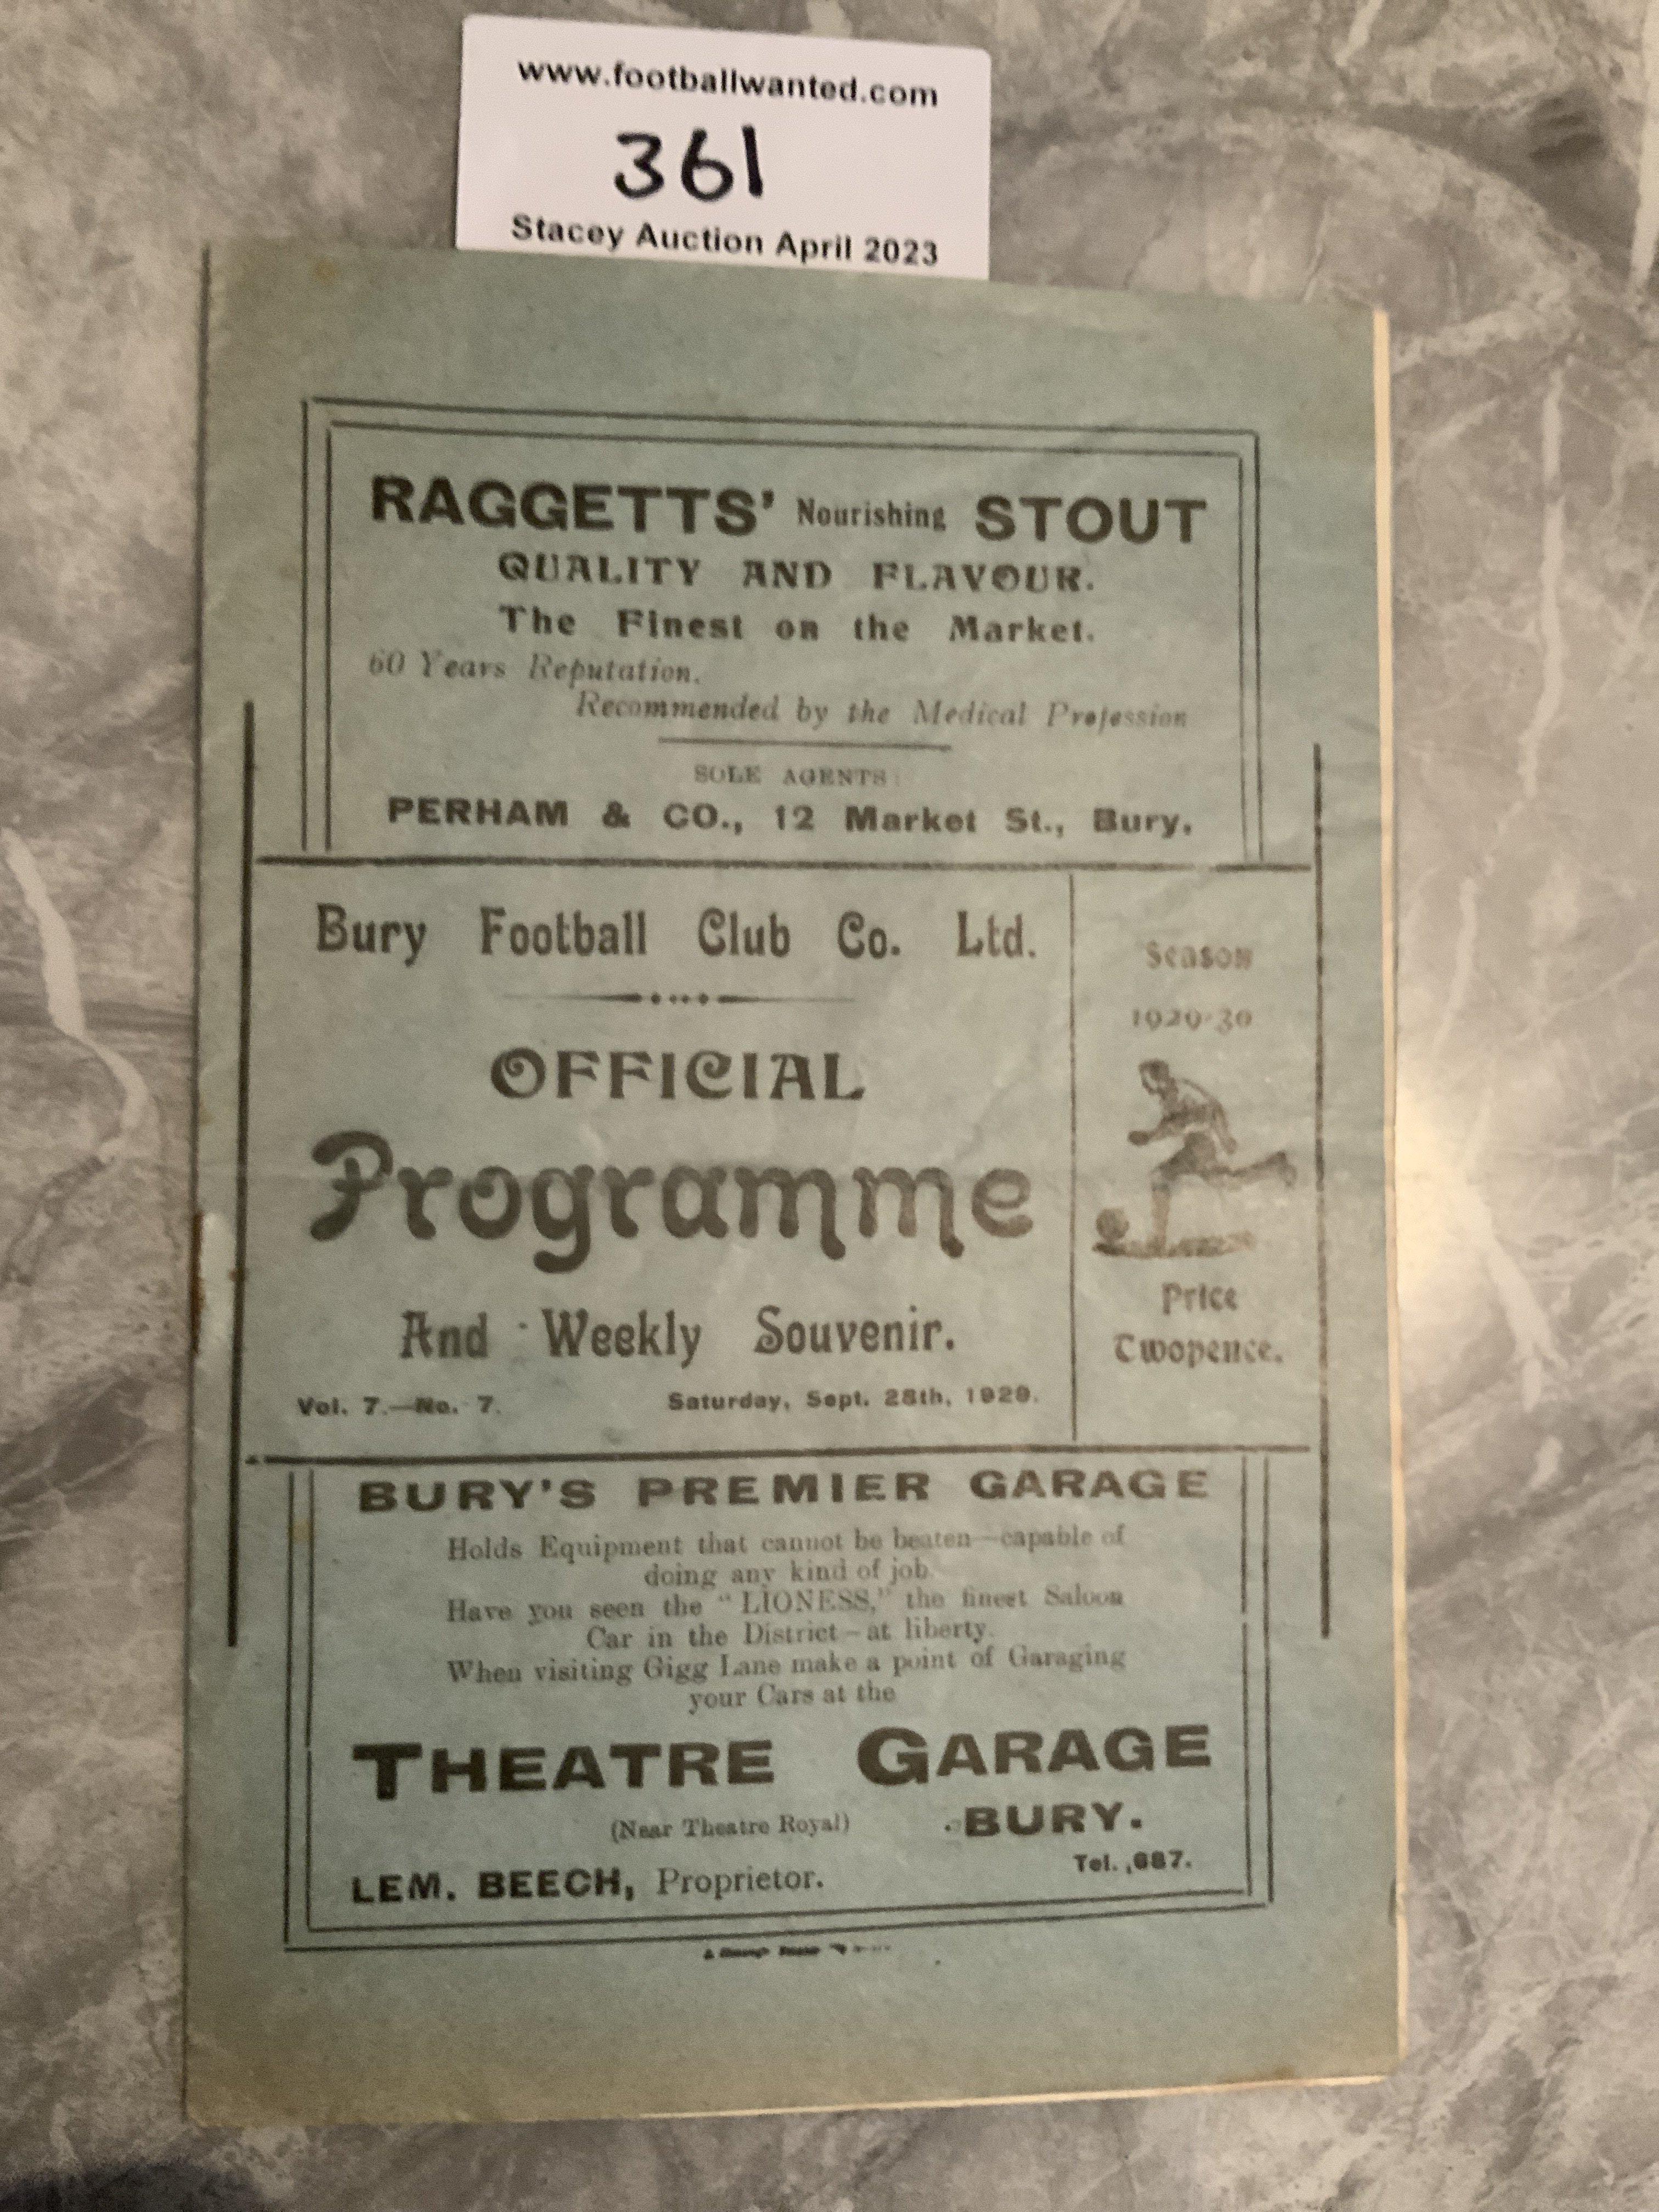 www.footballwanted.com
361
Stacey Auction April 2023
RAGGETTS' Nourishing STOUT
QUALITY AND FLAVOUR.
The Finest on the Market.
60 Years Reputation.
Recommended by the Medical Profession
SOLE AGENTS
PERHAM & CO., 12 Market St., Bury.
Bury Football Club Co. Ltd.
OFFICIAL
Programme
And Weekly Souvenir.
Vol. 7.—No. 7.
Saturday, Sept. 28th, 1929.
Season
1929-30
Price
Twopence.
BURY'S PREMIER GARAGE
Holds Equipment that cannot be beaten—capable of
doing any kind of job.
Have you seen the "LIONESS," the finest Saloon
Car in the District—at liberty.
When visiting Gigg Lane make a point of Garaging
your Cars at the
THEATRE GARAGE
(Near Theatre Royal) BURY.
Tel. 687.
LEM. BEECH, Proprietor.